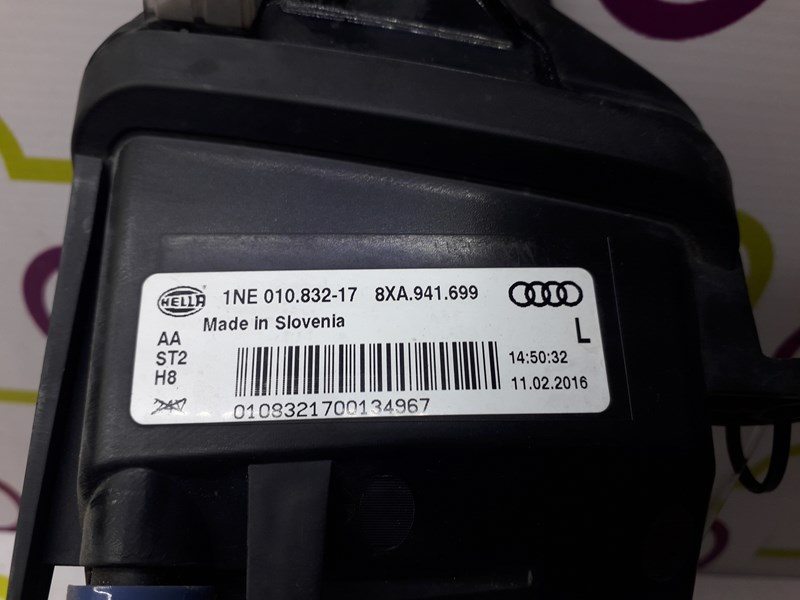 HELLA 1NE 010.832-17 8XA.941.699
Made in Slovenia
L
AA
ST2
H8
14:50:32
11.02.2016
0108321700134967